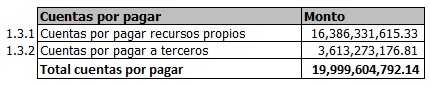 Cuentas por pagar Monto
1.3.1 Cuentas por pagar recursos propios 16,386,331,615.33
1.3.2 Cuentas por pagar a terceros 3,613,273,176.81
Total cuentas por pagar 19,999,604,792.14